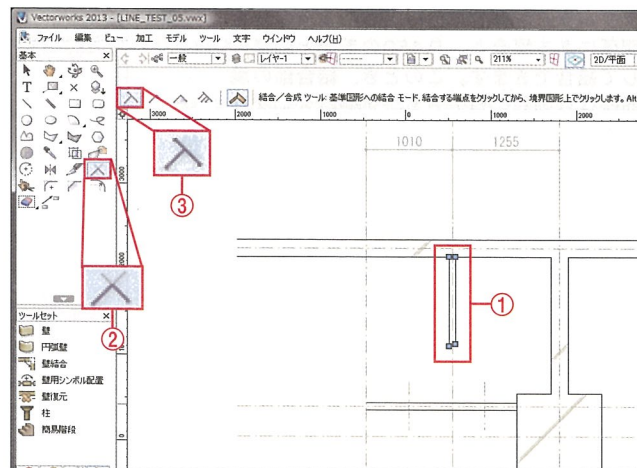 Vectorworks 2013 - [LINE_TEST_05.vwx]
ファイル 編集 ビュー 加工 モデル ツール 文字 ウインドウ ヘルプ(H)
基本
一般
レイヤ-1
211%
2D/平面
結合／合成 ツール: 基準図形への結合 モード. 結合する端点をクリックしてから、境界図形上でクリックします。Alt
3000 2000 1000 0 1000 2000
3000
2000
0
1010 1255
①
②
③
ツールセット
壁
円弧壁
壁結合
壁用シンボル配置
壁復元
柱
簡易階段